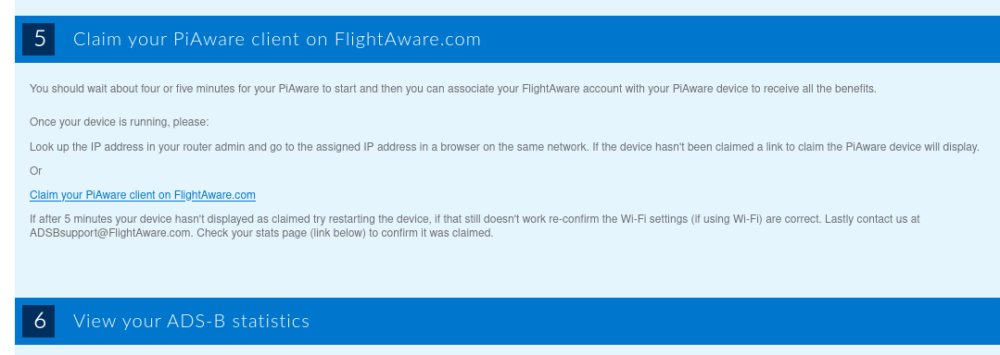 5 Claim your PiAware client on FlightAware.com
You should wait about four or five minutes for your PiAware to start and then you can associate your FlightAware account with your PiAware device to receive all the benefits.
Once your device is running, please:
Look up the IP address in your router admin and go to the assigned IP address in a browser on the same network. If the device hasn't been claimed a link to claim the PiAware device will display.
Or
Claim your PiAware client on FlightAware.com
If after 5 minutes your device hasn't displayed as claimed try restarting the device, if that still doesn't work re-confirm the Wi-Fi settings (if using Wi-Fi) are correct. Lastly contact us at
ADSBsupport@FlightAware.com. Check your stats page (link below) to confirm it was claimed.
6 View your ADS-B statistics